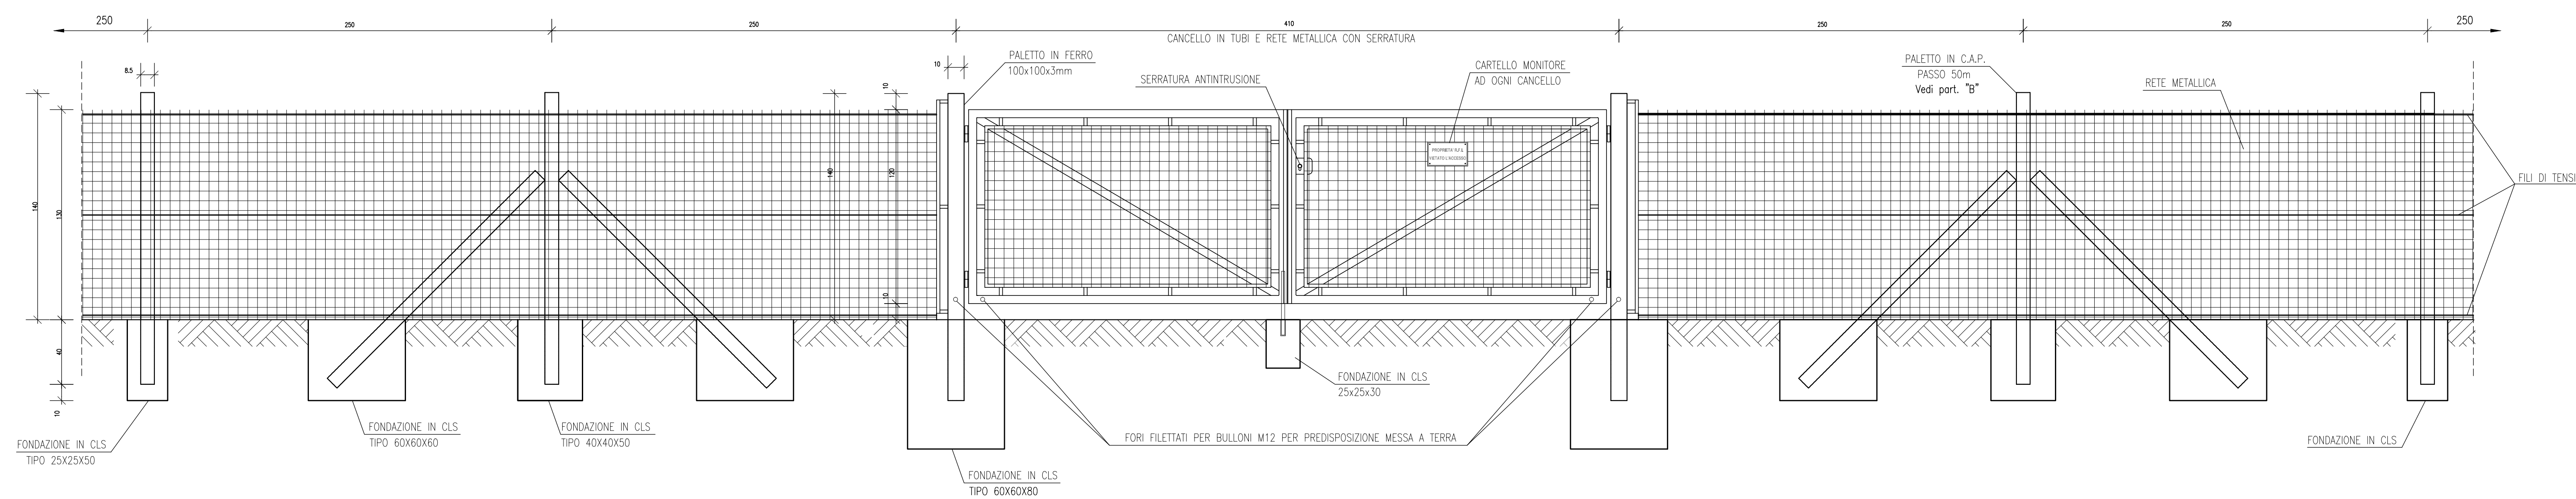 250
250
250
410
250
250
250
CANCELLO IN TUBI E RETE METALLICA CON SERRATURA
8.5
10
10
PALETTO IN FERRO
100x100x3mm
SERRATURA ANTINTRUSIONE
CARTELLO MONITORE
AD OGNI CANCELLO
PALETTO IN C.A.P.
PASSO 50m
Vedi part. "B"
RETE METALLICA
PROPRIETA' R.F.I.
VIETATO L'ACCESSO
FILI DI TENSI
140
130
140
120
10
40
10
FONDAZIONE IN CLS
TIPO 25X25X50
FONDAZIONE IN CLS
TIPO 60X60X60
FONDAZIONE IN CLS
TIPO 40X40X50
FONDAZIONE IN CLS
TIPO 60X60X80
FORI FILETTATI PER BULLONI M12 PER PREDISPOSIZIONE MESSA A TERRA
FONDAZIONE IN CLS
25x25x30
FONDAZIONE IN CLS